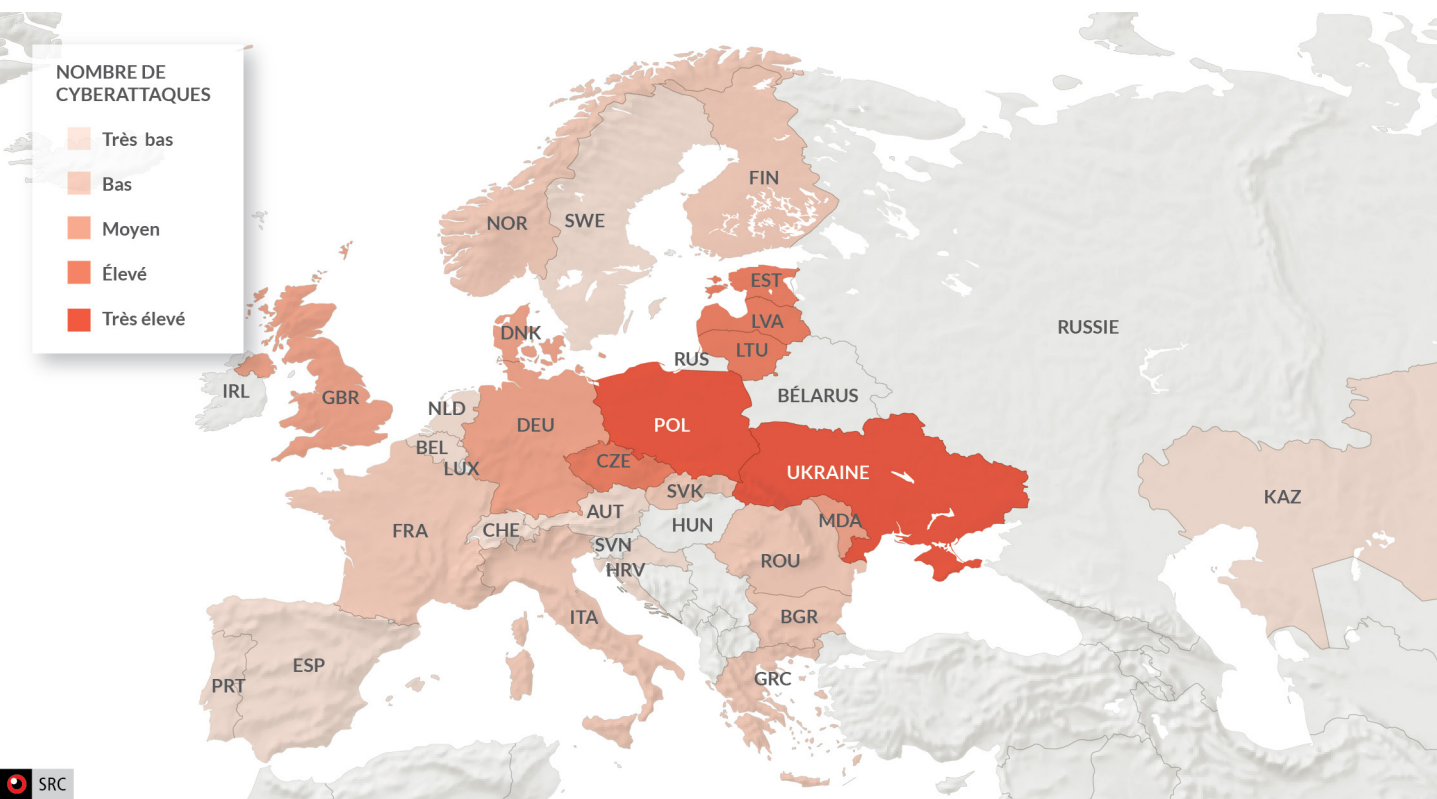 NOMBRE DE
CYBERATTAQUES
Très bas
Bas
Moyen
Élevé
Très élevé
FIN
NOR
SWE
EST
LVA
DNK
LTU
RUS
RUSSIE
IRL
GBR
BÉLARUS
NLD
DEU
POL
BEL
LUX
CZE
UKRAINE
SVK
KAZ
AUT
FRA
CHE
HUN
MDA
SVN
ROU
HRV
ITA
BGR
ESP
PRT
GRC
SRC